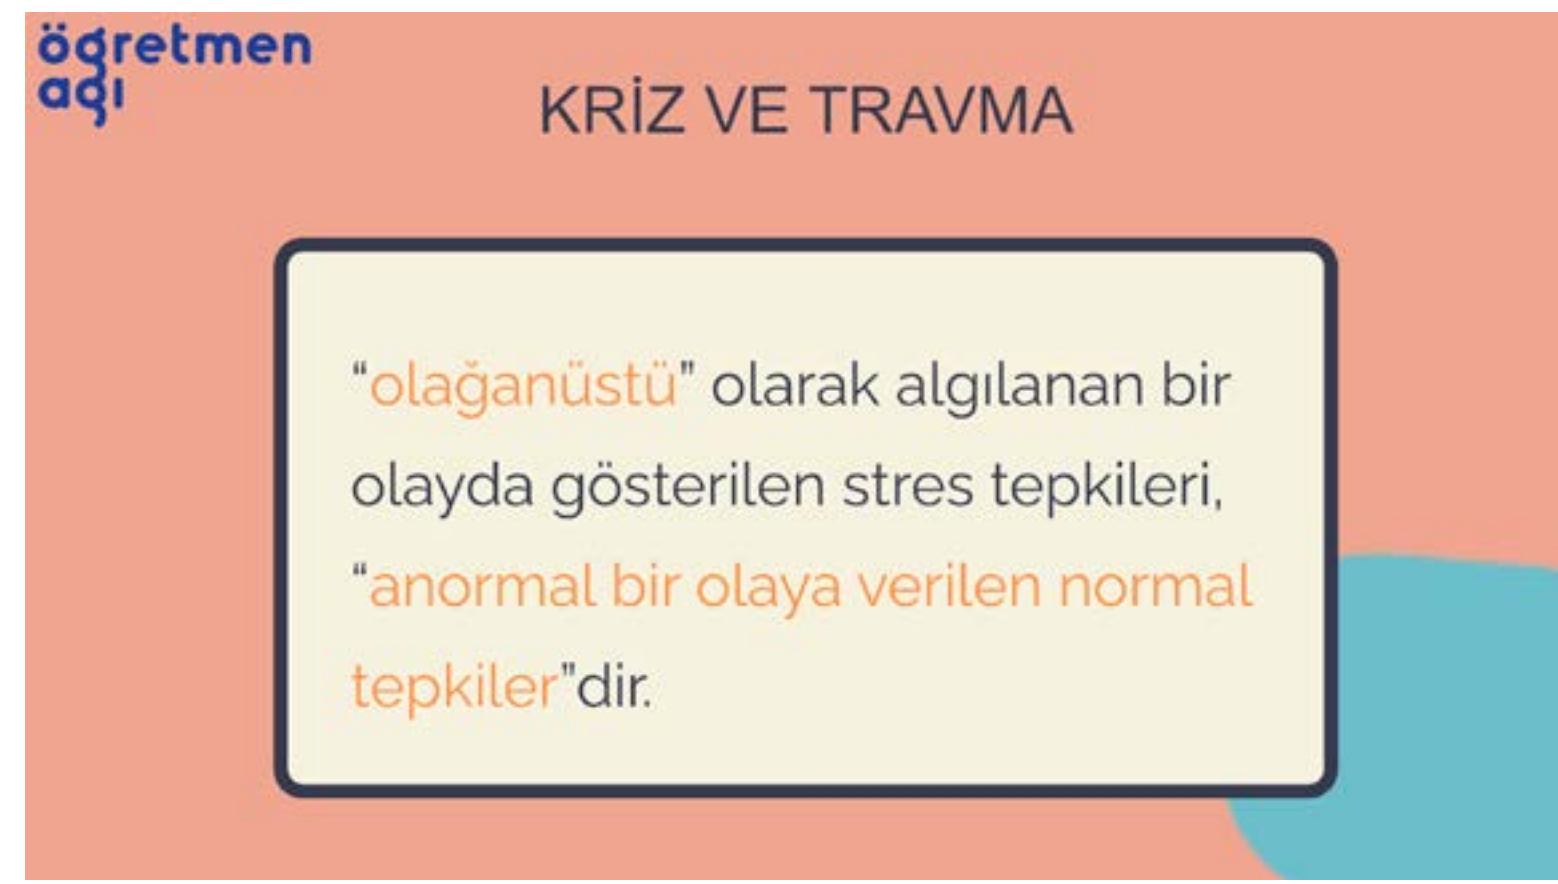 öğretmen
ağı
KRİZ VE TRAVMA
“olağanüstü” olarak algılanan bir
olayda gösterilen stres tepkileri,
“anormal bir olaya verilen normal
tepkiler”dir.